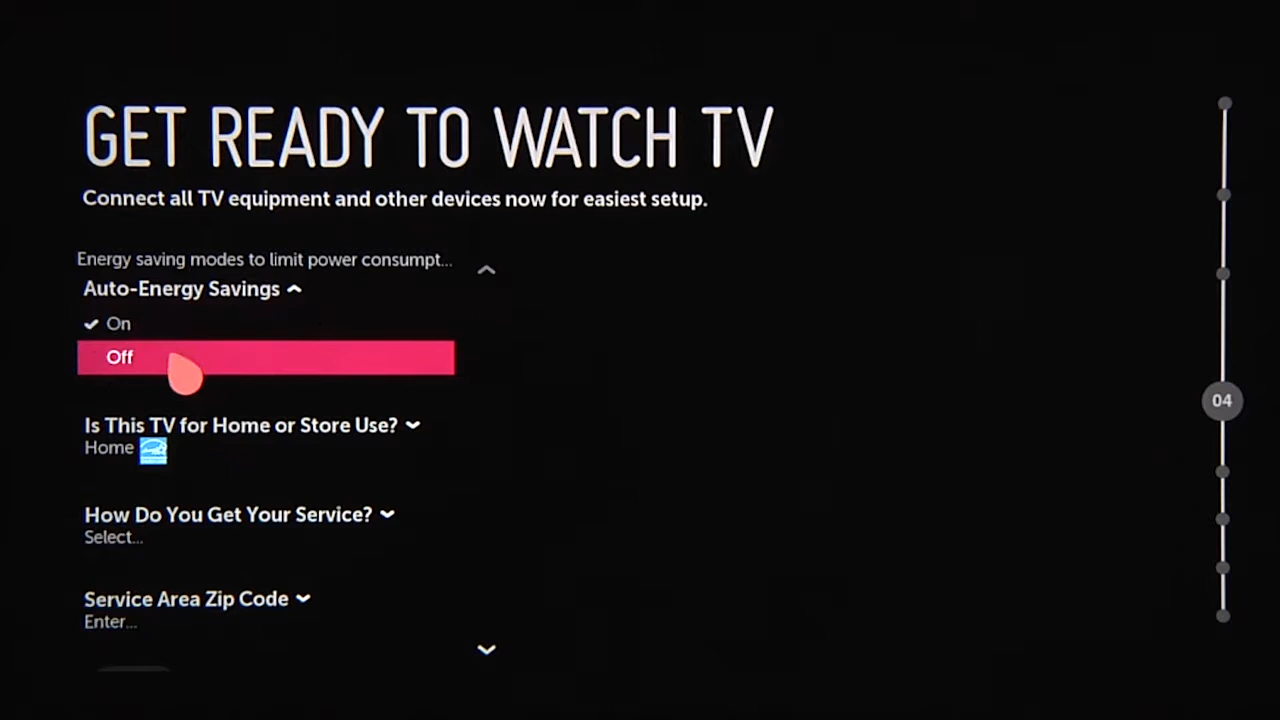 GET READY TO WATCH TV
Connect all TV equipment and other devices now for easiest setup.
Energy saving modes to limit power consumpt...
Auto-Energy Savings
On
Off
04
Is This TV for Home or Store Use?
Home
How Do You Get Your Service?
Select...
Service Area Zip Code
Enter...